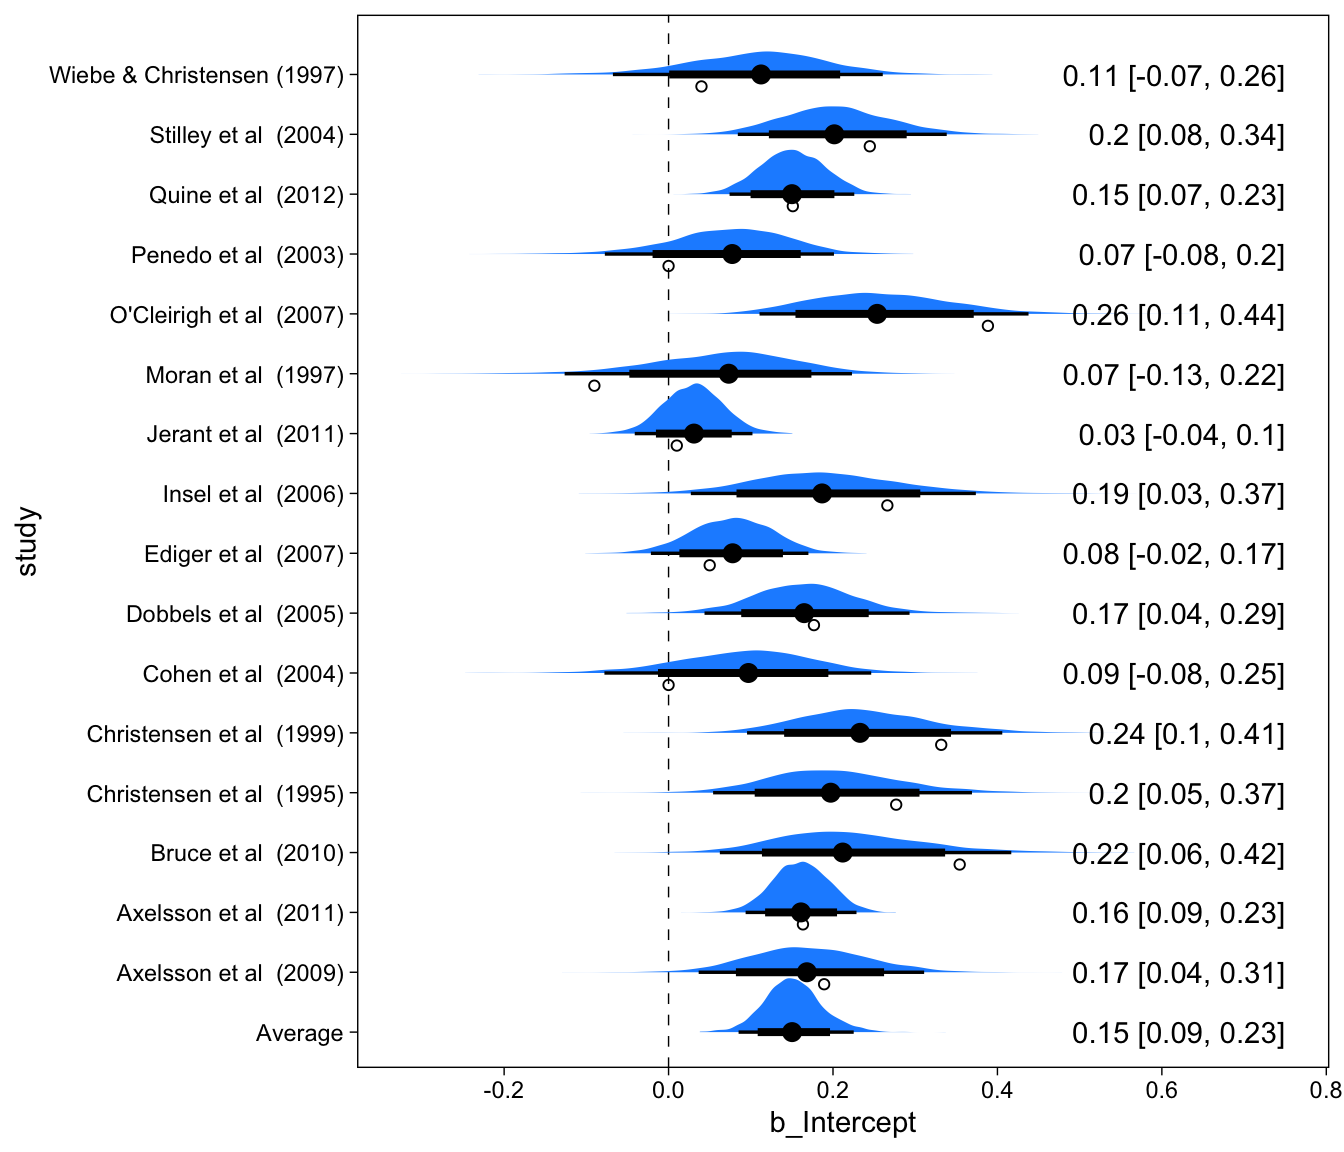 Wiebe & Christensen (1997) 0.11 [-0.07, 0.26]
Stilley et al (2004) 0.2 [0.08, 0.34]
Quine et al (2012) 0.15 [0.07, 0.23]
Penedo et al (2003) 0.07 [-0.08, 0.2]
O'Cleirigh et al (2007) 0.26 [0.11, 0.44]
Moran et al (1997) 0.07 [-0.13, 0.22]
Jerant et al (2011) 0.03 [-0.04, 0.1]
Insel et al (2006) 0.19 [0.03, 0.37]
Ediger et al (2007) 0.08 [-0.02, 0.17]
Dobbels et al (2005) 0.17 [0.04, 0.29]
Cohen et al (2004) 0.09 [-0.08, 0.25]
Christensen et al (1999) 0.24 [0.1, 0.41]
Christensen et al (1995) 0.2 [0.05, 0.37]
Bruce et al (2010) 0.22 [0.06, 0.42]
Axelsson et al (2011) 0.16 [0.09, 0.23]
Axelsson et al (2009) 0.17 [0.04, 0.31]
Average 0.15 [0.09, 0.23]
study
-0.2 0.0 0.2 0.4 0.6 0.8
b_Intercept